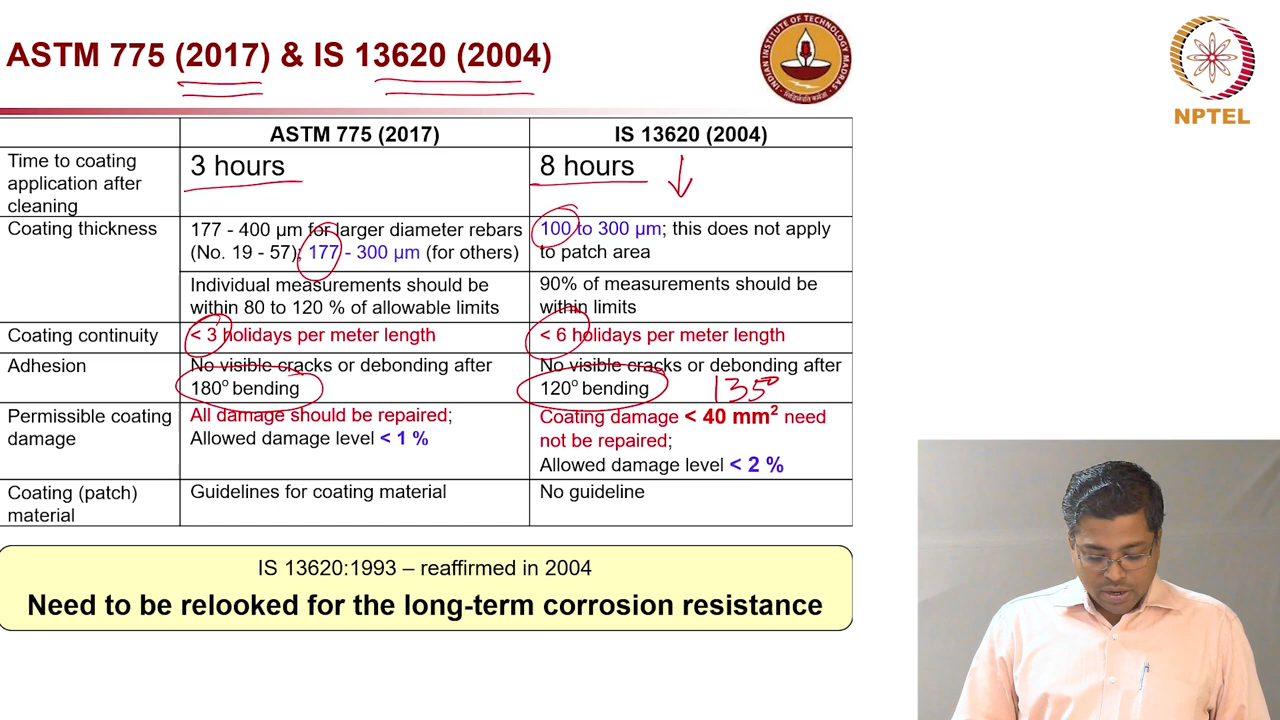 ASTM 775 (2017) & IS 13620 (2004)
INDIAN INSTITUTE OF TECHNOLOGY MADRAS
NPTEL
ASTM 775 (2017)
IS 13620 (2004)
Time to coating
application after
cleaning
3 hours
8 hours
Coating thickness
177 - 400 µm for larger diameter rebars
(No. 19 - 57); 177 - 300 µm (for others)
100 to 300 µm; this does not apply
to patch area
Individual measurements should be
within 80 to 120 % of allowable limits
90% of measurements should be
within limits
Coating continuity
< 3 holidays per meter length
< 6 holidays per meter length
Adhesion
No visible cracks or debonding after
180° bending
No visible cracks or debonding after
120° bending
135°
Permissible coating
damage
All damage should be repaired;
Allowed damage level < 1 %
Coating damage < 40 mm² need
not be repaired;
Allowed damage level < 2 %
Coating (patch)
material
Guidelines for coating material
No guideline
IS 13620:1993 – reaffirmed in 2004
Need to be relooked for the long-term corrosion resistance